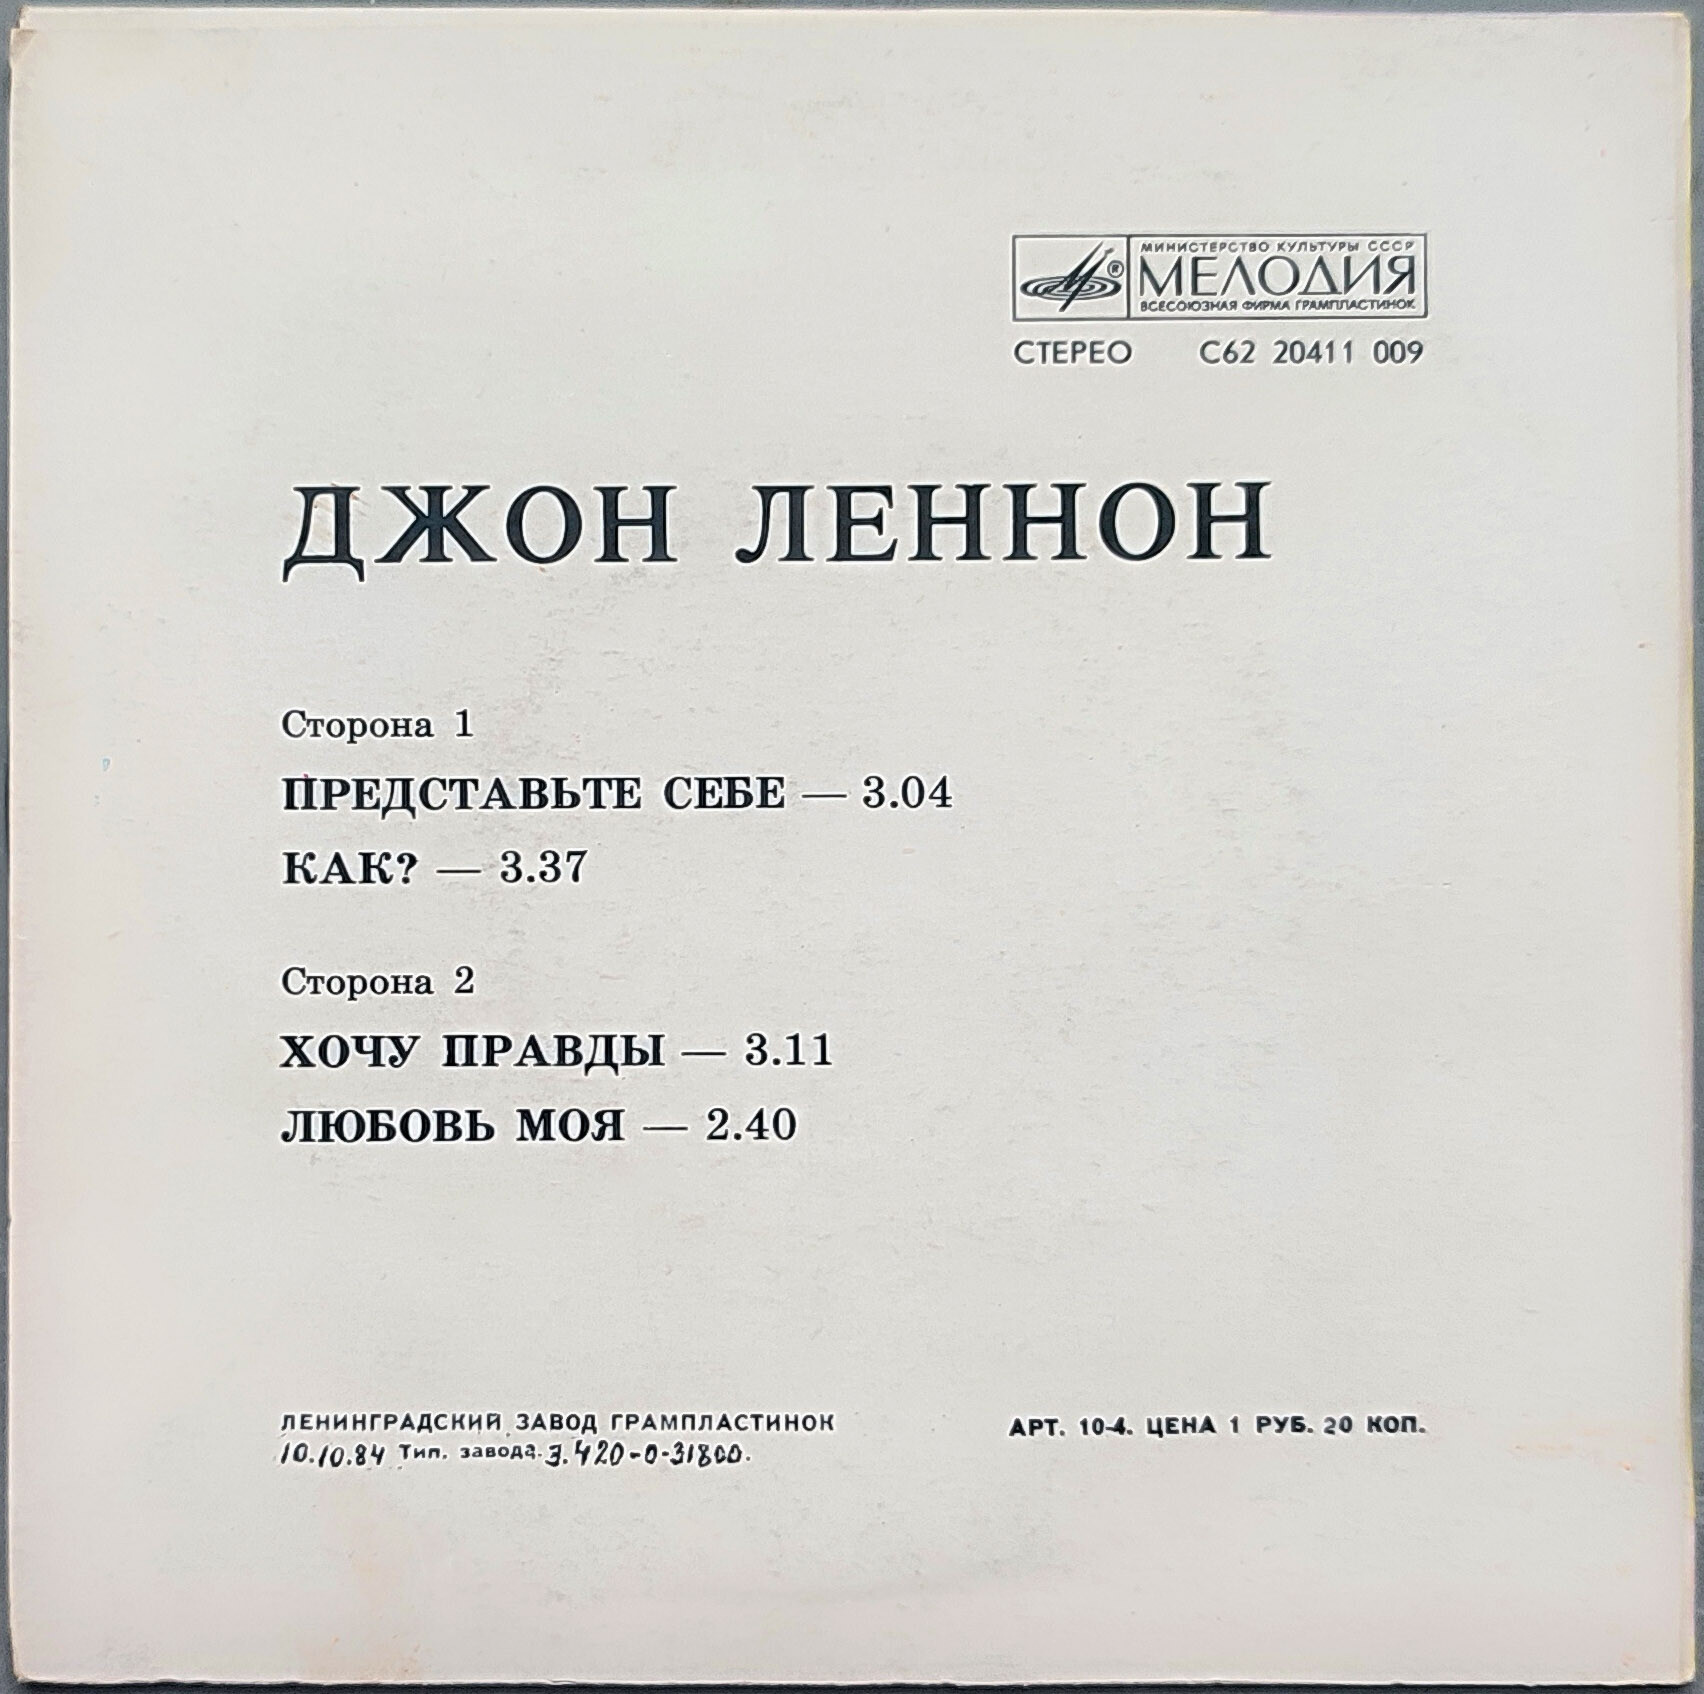 МИНИСТЕРСТВО КУЛЬТУРЫ СССР
МЕЛОДИЯ
ВСЕСОЮЗНАЯ ФИРМА ГРАМПЛАСТИНОК
СТЕРЕО С62 20411 009
ДЖОН ЛЕННОН
Сторона 1
ПРЕДСТАВЬТЕ СЕБЕ — 3.04
КАК? — 3.37
Сторона 2
ХОЧУ ПРАВДЫ — 3.11
ЛЮБОВЬ МОЯ — 2.40
ЛЕНИНГРАДСКИЙ ЗАВОД ГРАМПЛАСТИНОК
10.10.84 Тип. завода. З. 420-0-31800.
АРТ. 10-4. ЦЕНА 1 РУБ. 20 КОП.